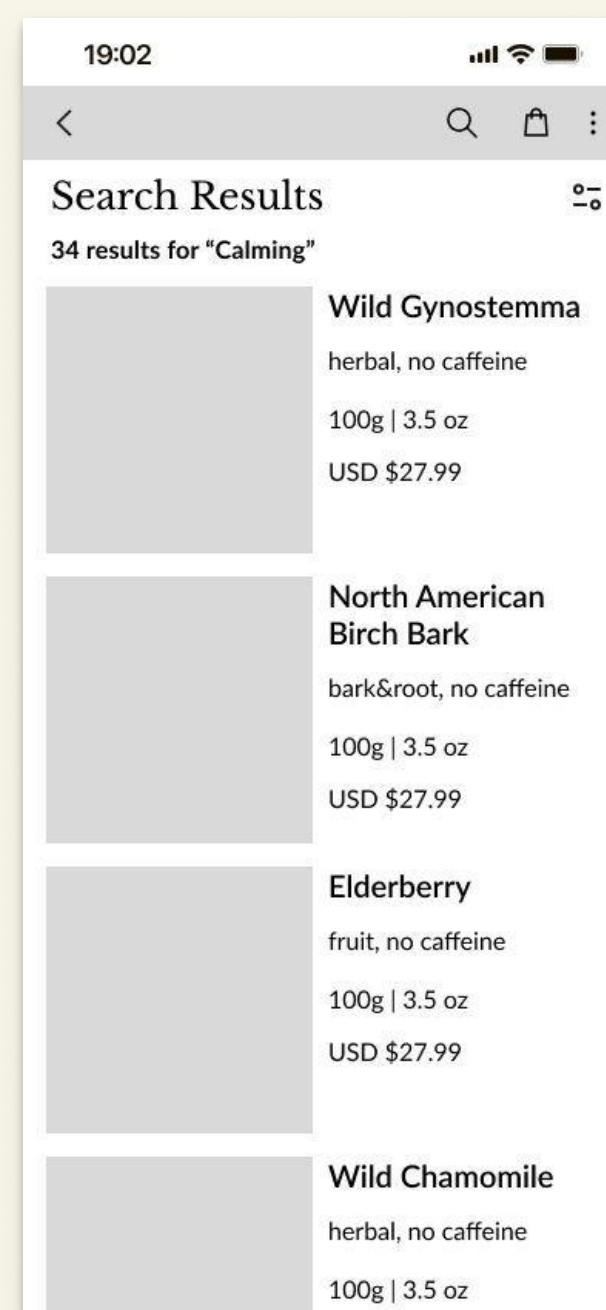 19:02
Search Results
34 results for “Calming”
Wild Gynostemma
herbal, no caffeine
100g | 3.5 oz
USD $27.99
North American
Birch Bark
bark&root, no caffeine
100g | 3.5 oz
USD $27.99
Elderberry
fruit, no caffeine
100g | 3.5 oz
USD $27.99
Wild Chamomile
herbal, no caffeine
100g | 3.5 oz